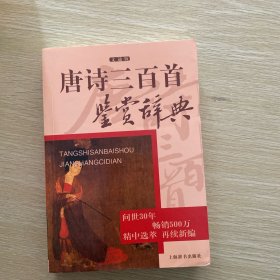 文通版
唐诗三百首
鉴赏辞典
TANGSHISANBAISHOU
JIANSHANGCIDIAN
问世30年
畅销500万
精中选萃 再续新编
上海辞书出版社